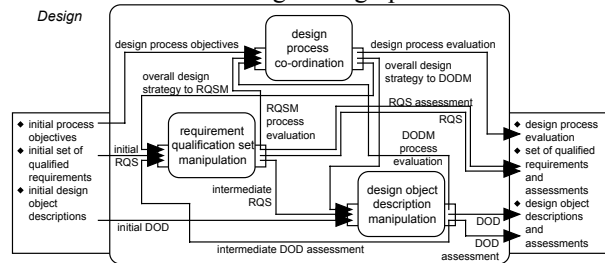 Design
design
process
co-ordination
design process objectives
design process evaluation
overall design
strategy to RQSM
overall design
strategy to DODM
RQSM
process
evaluation
RQS assessment
RQS
◆ initial process
objectives
◆ initial set of
qualified
requirements
◆ initial design
object
descriptions
initial
RQS
requirement
qualification set
manipulation
DODM
process
evaluation
◆ design process
evaluation
◆ set of qualified
requirements
and
assessments
◆ design object
descriptions
and
assessments
intermediate
RQS
design object
description
manipulation
initial DOD
DOD
intermediate DOD assessment
DOD
assessment